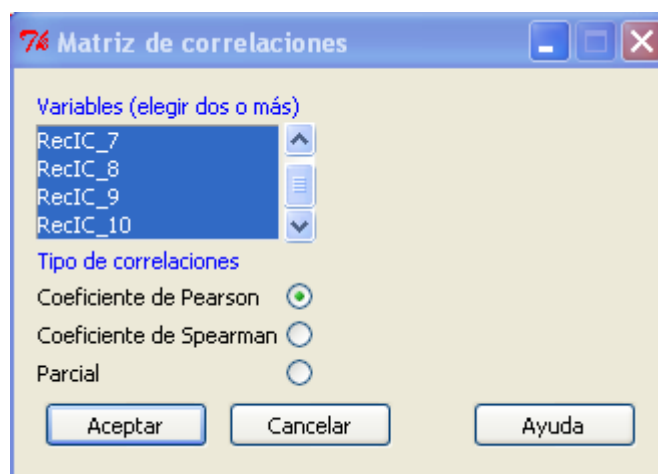 Matriz de correlaciones
Variables (elegir dos o más)
RecIC_7
RecIC_8
RecIC_9
RecIC_10
Tipo de correlaciones
Coeficiente de Pearson
Coeficiente de Spearman
Parcial
Aceptar Cancelar Ayuda